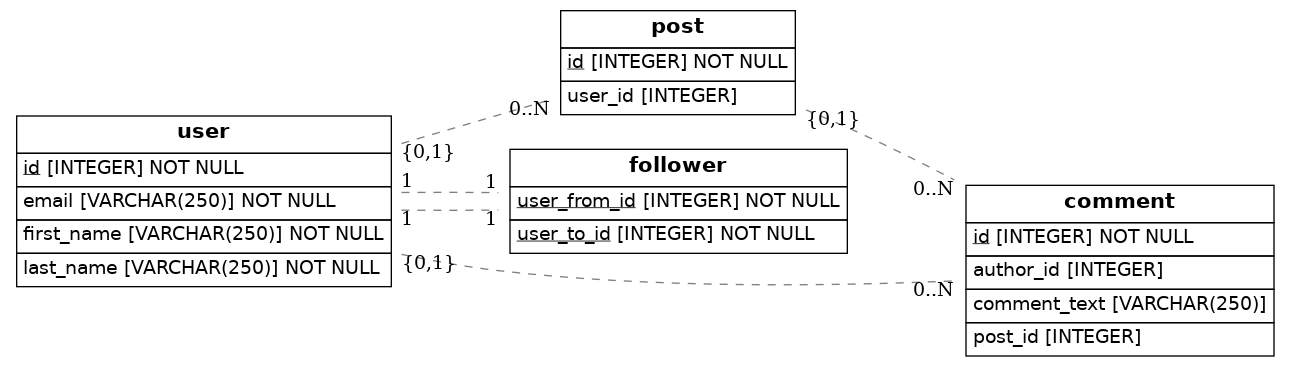 post
id [INTEGER] NOT NULL
user_id [INTEGER]
0..N
{0,1}
user
id [INTEGER] NOT NULL
email [VARCHAR(250)] NOT NULL
first_name [VARCHAR(250)] NOT NULL
last_name [VARCHAR(250)] NOT NULL
{0,1}
1
1
1
1
{0,1}
follower
user_from_id [INTEGER] NOT NULL
user_to_id [INTEGER] NOT NULL
0..N
0..N
comment
id [INTEGER] NOT NULL
author_id [INTEGER]
comment_text [VARCHAR(250)]
post_id [INTEGER]